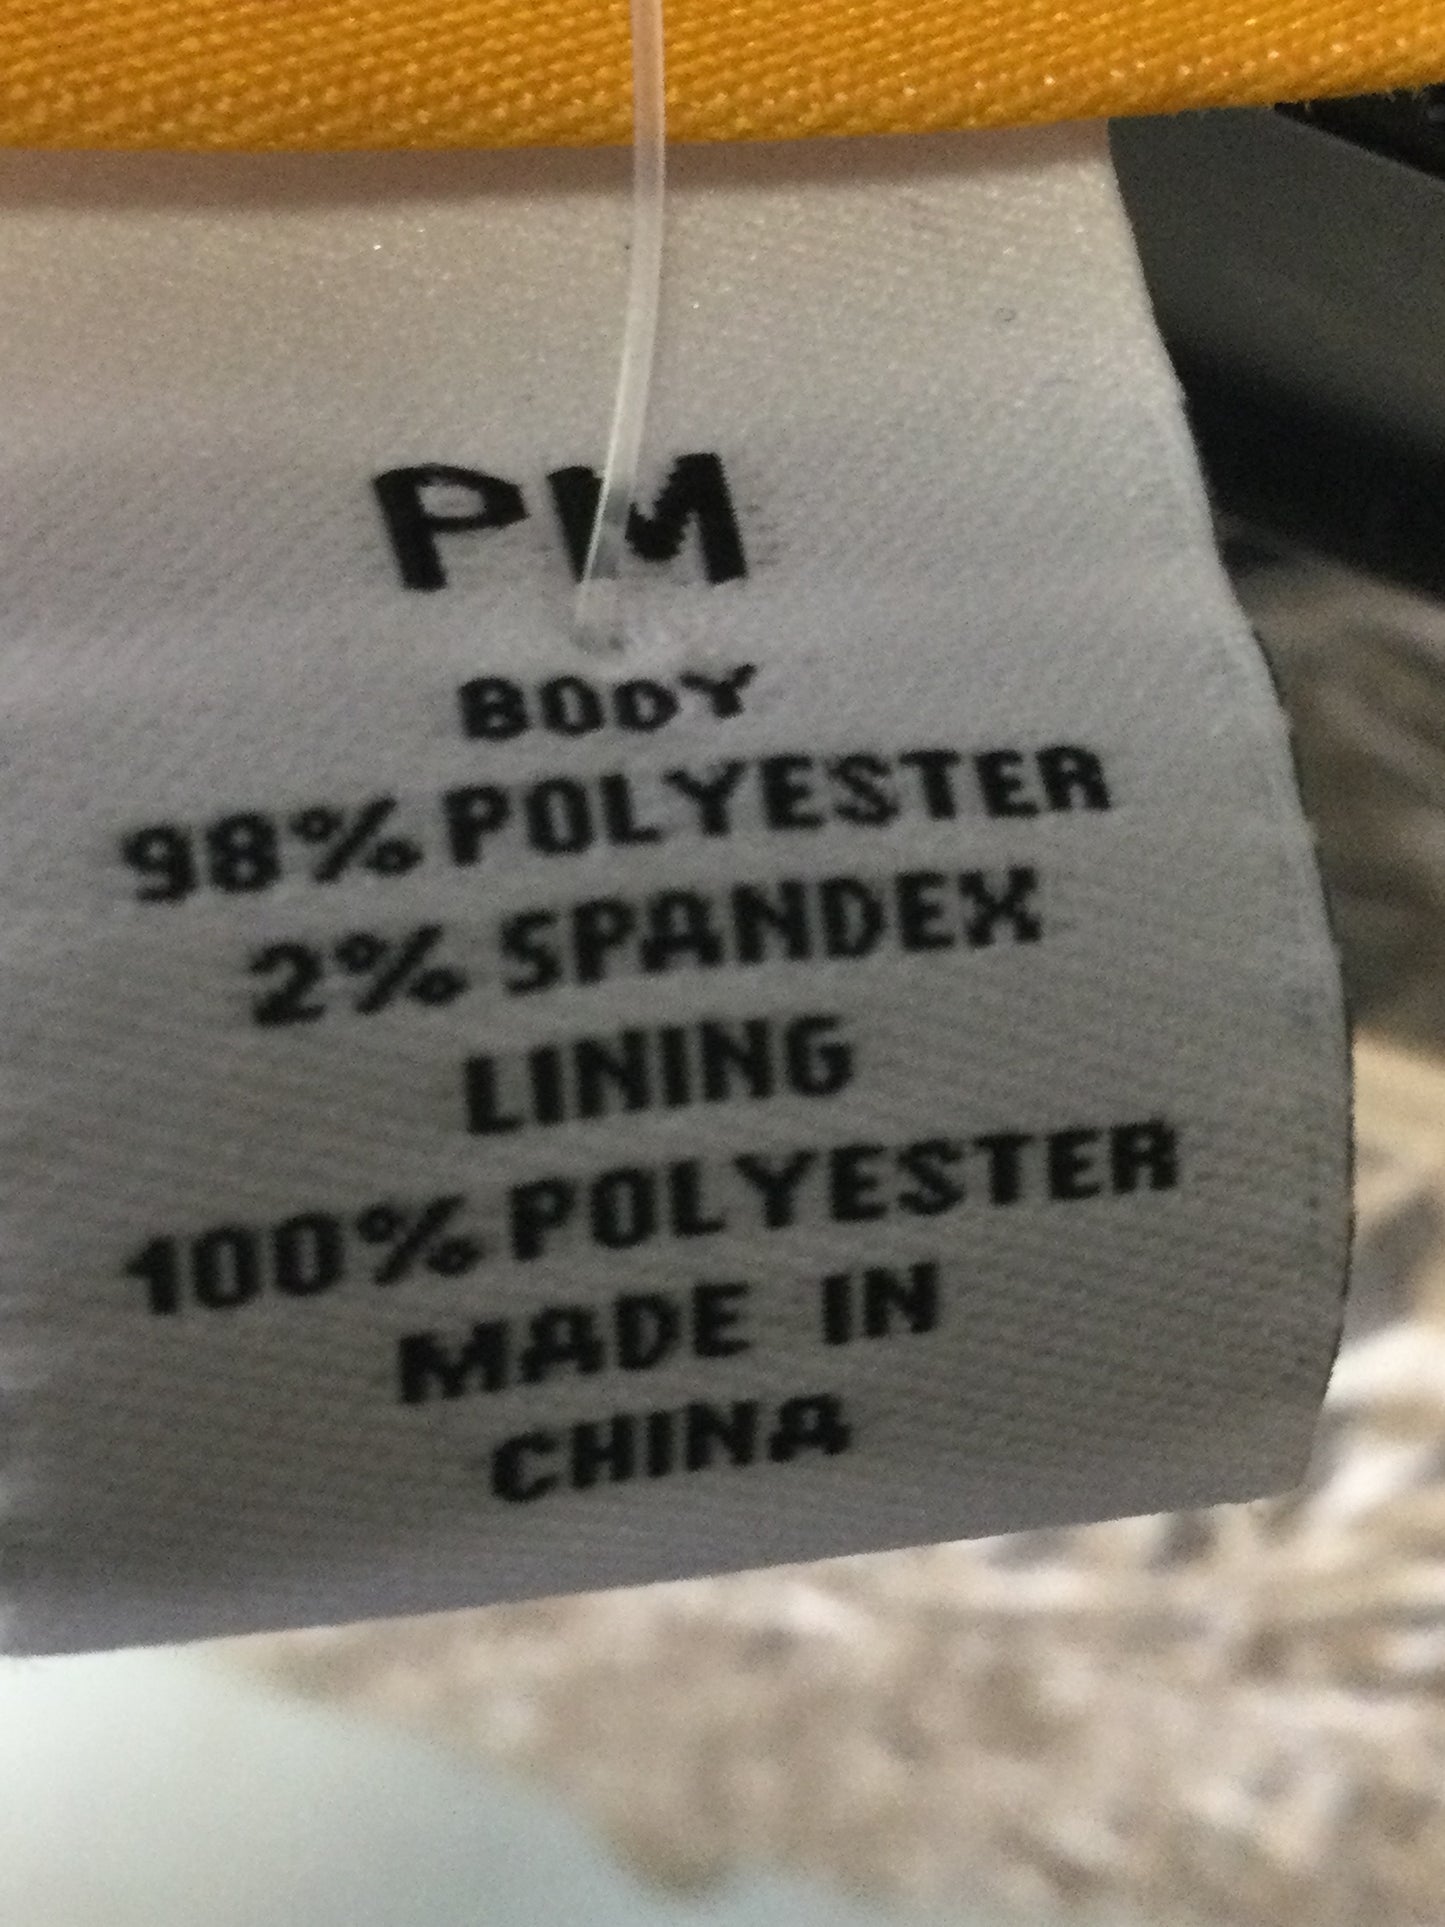 PM
BODY
98% POLYESTER
2% SPANDEX
LINING
100% POLYESTER
MADE IN
CHINA